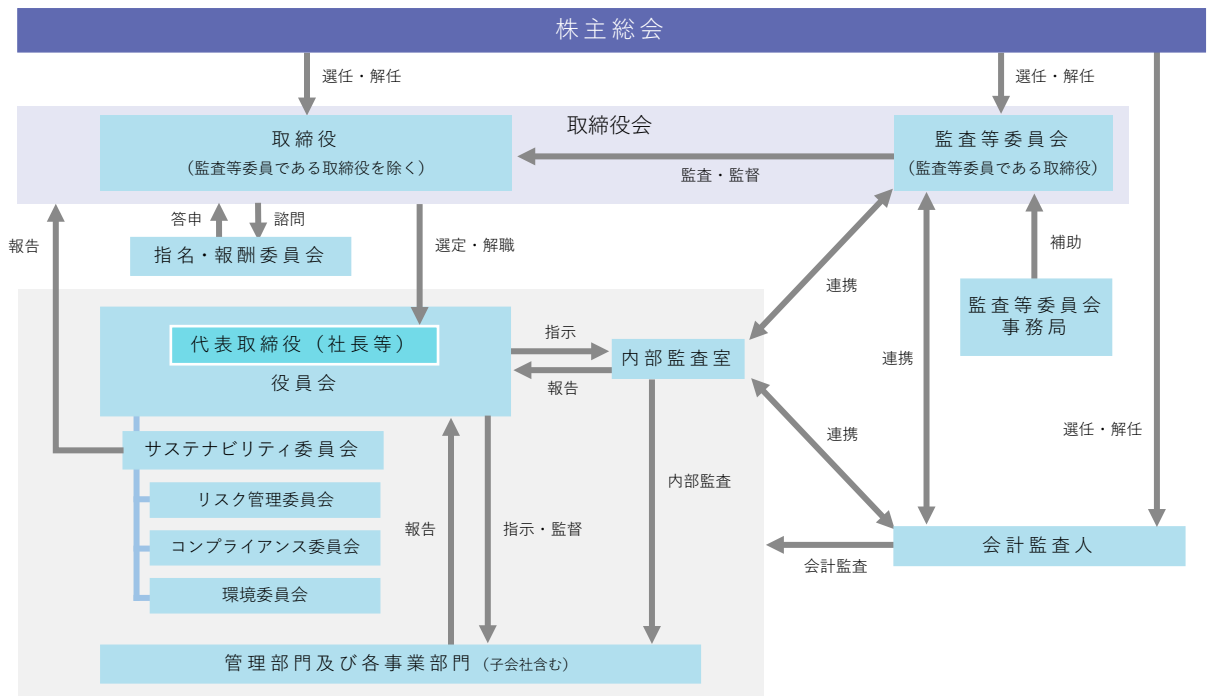 株主総会
選任・解任
選任・解任
取締役会
取締役
(監査等委員である取締役を除く)
監査等委員会
(監査等委員である取締役)
監査・監督
答申
諮問
報告
指名・報酬委員会
選定・解職
補助
連携
監査等委員会
事務局
代表取締役（社長等）
役員会
指示
報告
内部監査室
連携
連携
選任・解任
サステナビリティ委員会
リスク管理委員会
コンプライアンス委員会
環境委員会
報告
指示・監督
内部監査
会計監査
会計監査人
管理部門及び各事業部門（子会社含む）